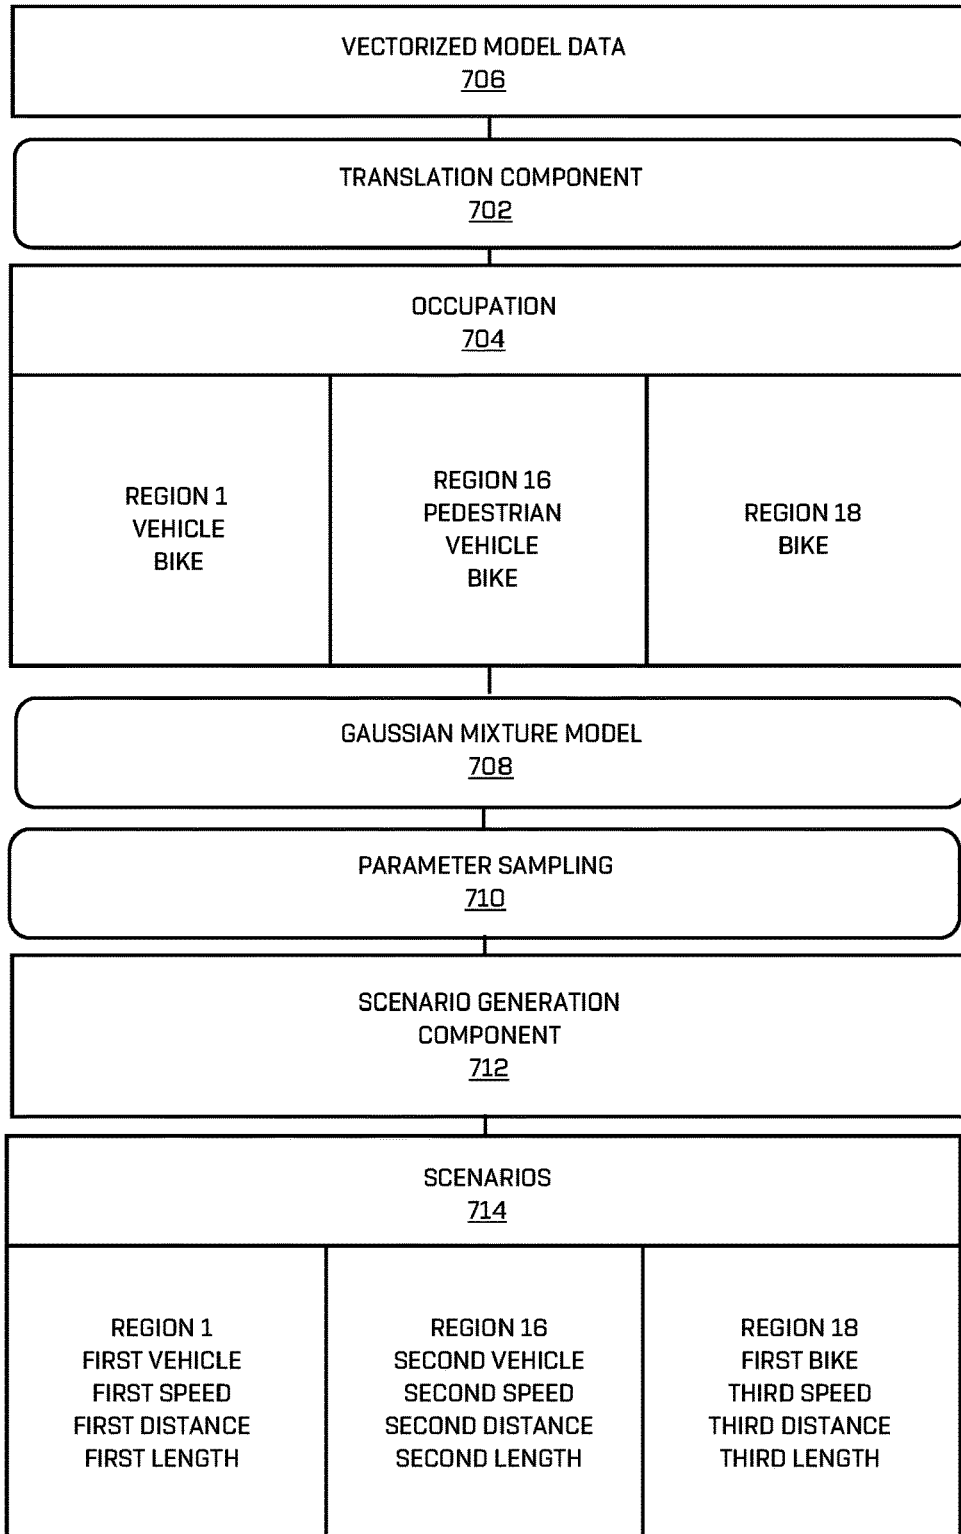 VECTORIZED MODEL DATA
706
TRANSLATION COMPONENT
702
OCCUPATION
704
REGION 1
VEHICLE
BIKE
REGION 16
PEDESTRIAN
VEHICLE
BIKE
REGION 18
BIKE
GAUSSIAN MIXTURE MODEL
708
PARAMETER SAMPLING
710
SCENARIO GENERATION
COMPONENT
712
SCENARIOS
714
REGION 1
FIRST VEHICLE
FIRST SPEED
FIRST DISTANCE
FIRST LENGTH
REGION 16
SECOND VEHICLE
SECOND SPEED
SECOND DISTANCE
SECOND LENGTH
REGION 18
FIRST BIKE
THIRD SPEED
THIRD DISTANCE
THIRD LENGTH